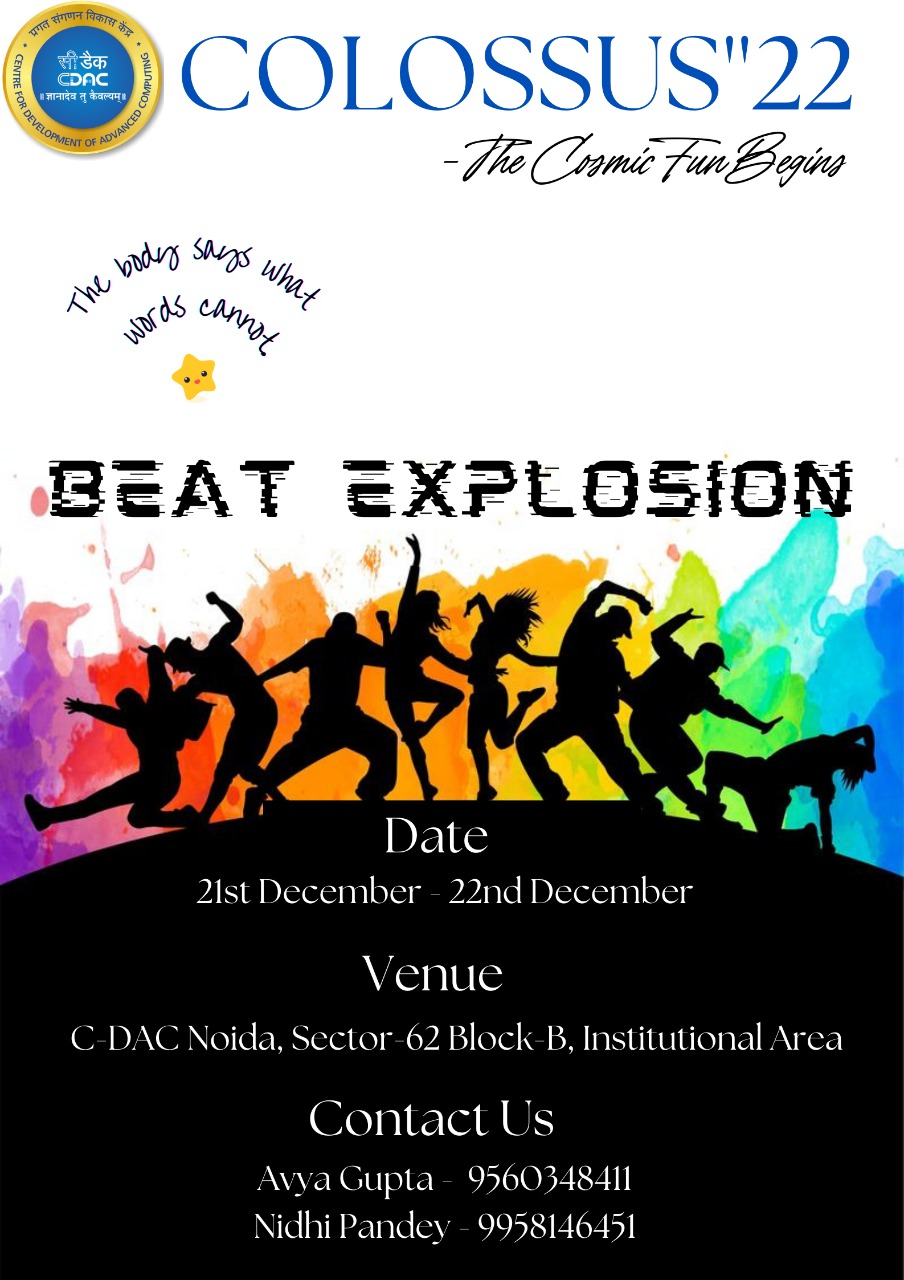 प्रगत संगणन विकास केंद्र
सी डैक
CDAC
॥ ज्ञानादेव तु कैवल्यम् ॥
CENTRE FOR DEVELOPMENT OF ADVANCED COMPUTING
COLOSSUS"22
-The Cosmic Fun Begins
The body says what
words cannot.
BEAT EXPLOSION
Date
21st December - 22nd December
Venue
C-DAC Noida, Sector-62 Block-B, Institutional Area
Contact Us
Avya Gupta - 9560348411
Nidhi Pandey - 9958146451